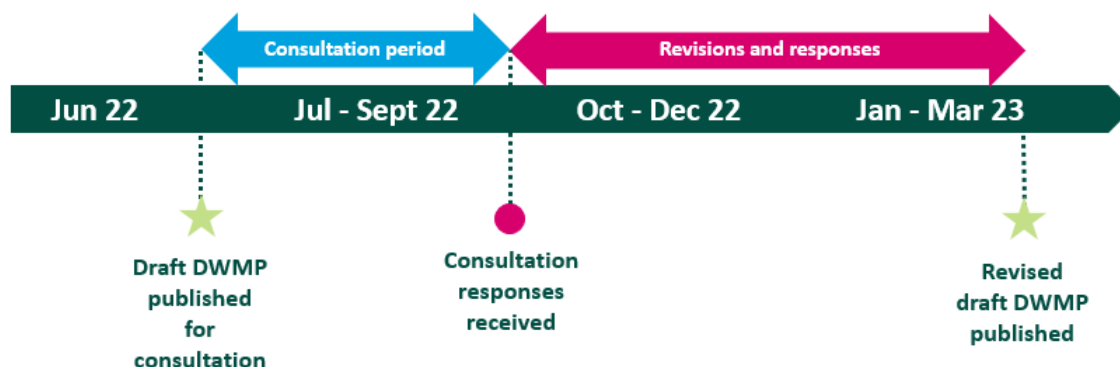 Consultation period
Revisions and responses
Jun 22
Jul - Sept 22
Oct - Dec 22
Jan - Mar 23
Draft DWMP
published
for
consultation
Consultation
responses
received
Revised
draft DWMP
published